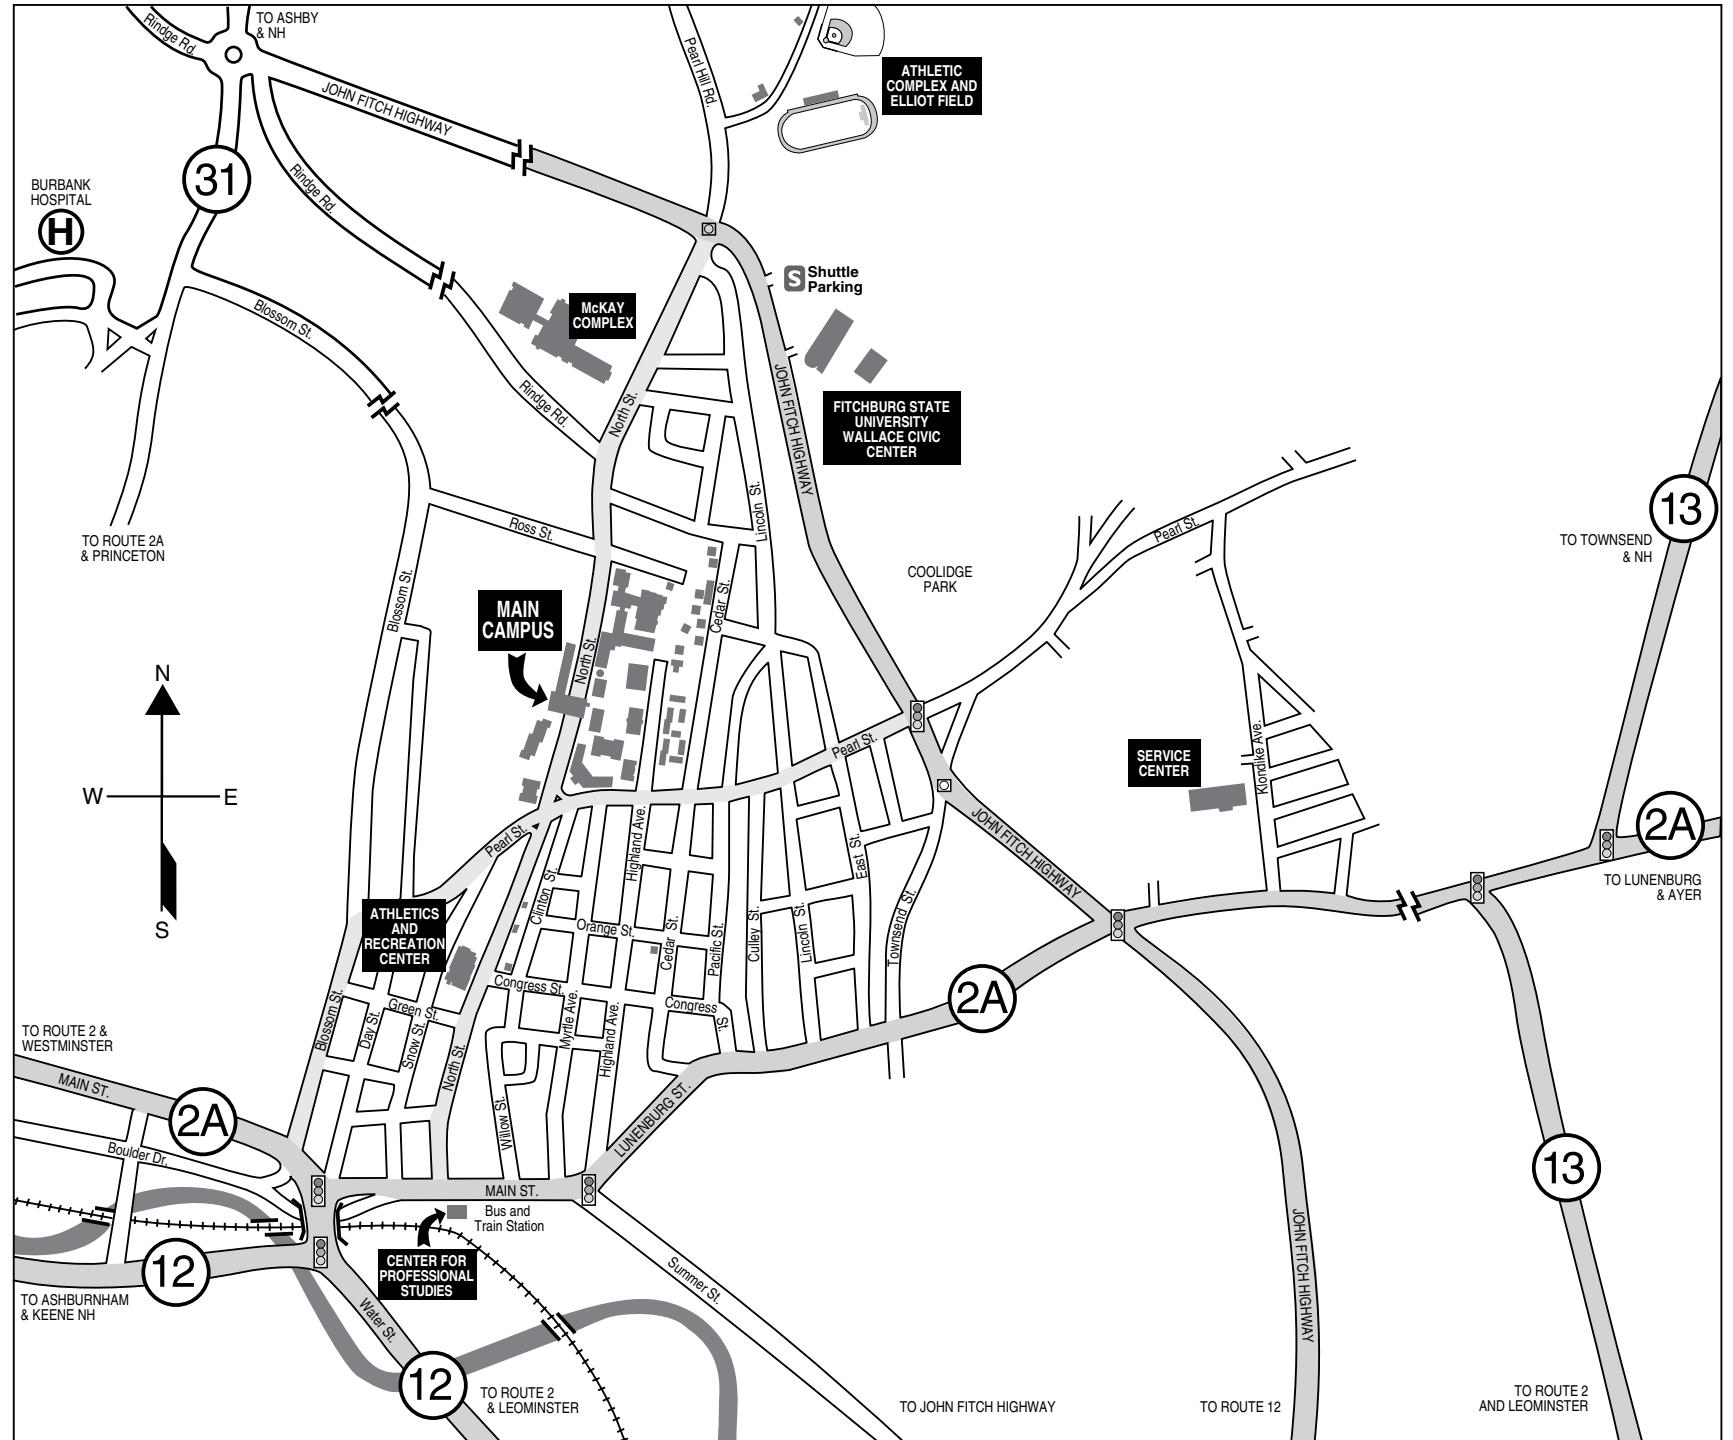 TO ASHBY
& NH
Rindge Rd.
JOHN FITCH HIGHWAY
Pearl Hill Rd.
ATHLETIC
COMPLEX AND
ELLIOT FIELD
31
Rindge Rd.
BURBANK
HOSPITAL
H
S
Shuttle
Parking
Blossom St.
McKAY
COMPLEX
Rindge Rd.
North St.
JOHN FITCH HIGHWAY
FITCHBURG STATE
UNIVERSITY
WALLACE CIVIC
CENTER
Lincoln St.
Ross St.
TO ROUTE 2A
& PRINCETON
Pearl St.
13
TO TOWNSEND
& NH
COOLIDGE
PARK
Blossom St.
Cedar St.
MAIN
CAMPUS
North St.
N
W
E
S
Pearl St.
Klondike Ave.
SERVICE
CENTER
JOHN FITCH HIGHWAY
2A
TO LUNENBURG
& AYER
Pearl St.
Highland Ave.
East St.
Clinton St.
ATHLETICS
AND
RECREATION
CENTER
Orange St.
Cedar St.
Pacific St.
Culley St.
Lincoln St.
Townsend St.
Congress St.
Congress
St.
2A
Green St.
Blossom St.
Day St.
Snow St.
North St.
Myrtle Ave.
Highland Ave.
TO ROUTE 2 &
WESTMINSTER
MAIN ST.
2A
Willow St.
LUNENBURG ST.
Boulder Dr.
13
MAIN ST.
Bus and
Train Station
CENTER FOR
PROFESSIONAL
STUDIES
12
TO ASHBURNHAM
& KEENE NH
Water St.
Summer St.
JOHN FITCH HIGHWAY
12
TO ROUTE 2
& LEOMINSTER
TO JOHN FITCH HIGHWAY
TO ROUTE 12
TO ROUTE 2
AND LEOMINSTER